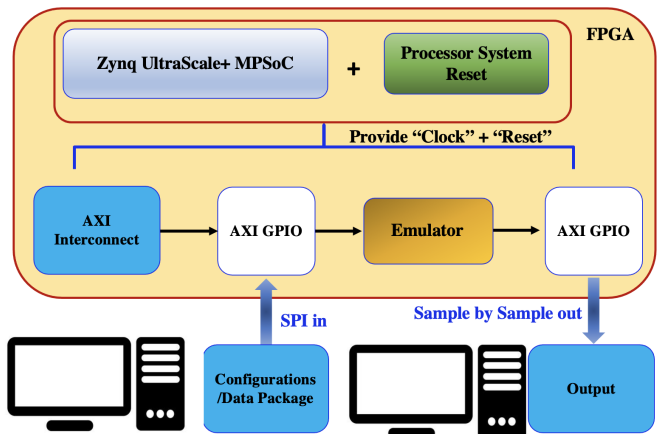 FPGA
Zynq UltraScale+ MPSoC
+
Processor System
Reset
Provide “Clock” + “Reset”
AXI
Interconnect
AXI GPIO
Emulator
AXI GPIO
SPI in
Sample by Sample out
Configurations
/Data Package
Output